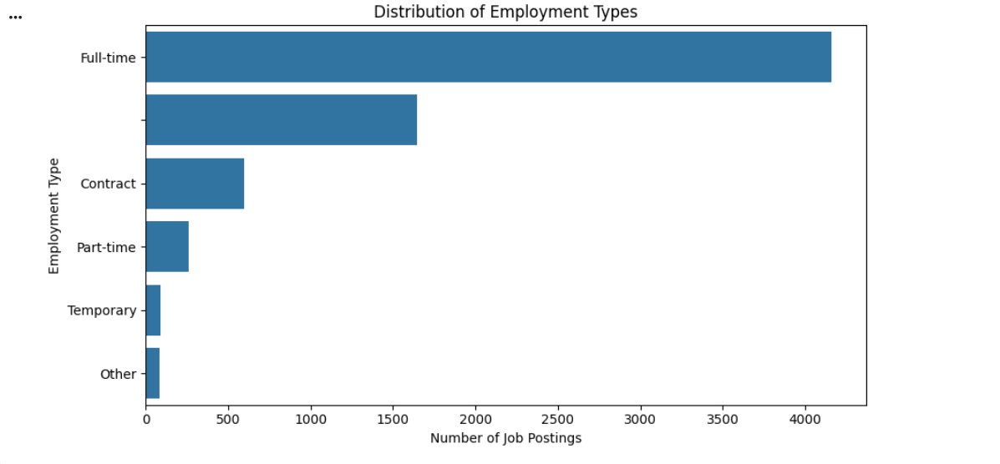 ...
Distribution of Employment Types
Employment Type
Full-time
Contract
Part-time
Temporary
Other
0 500 1000 1500 2000 2500 3000 3500 4000
Number of Job Postings